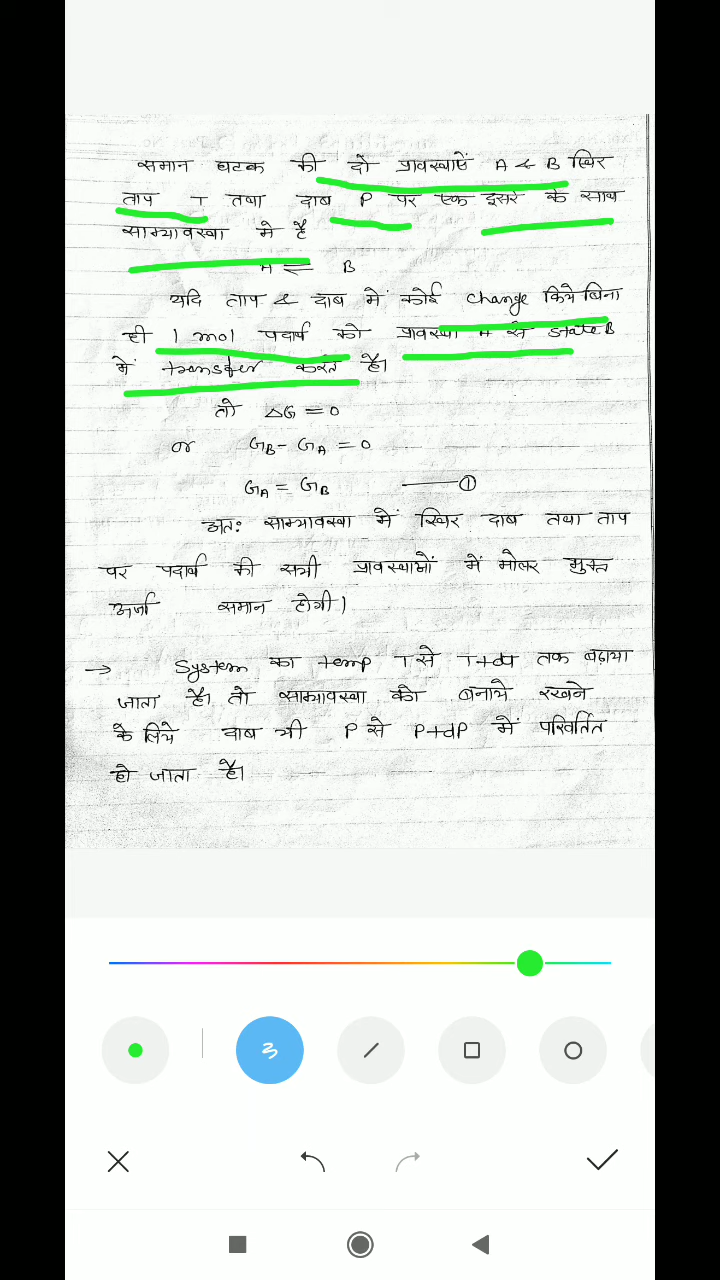 समान घटक की दो प्रावस्थाऐं A & B स्थिर
ताप T तथा दाब P पर एक दूसरे के साथ
साम्यावस्था मे है
A ⇌ B
यदि ताप & दाब में कोई change किये बिना
ही 1 mol पदार्थ को प्रावस्था A से state B
में transfer करते है।
तो ΔG = 0
or G_B - G_A = 0
G_A = G_B ——— ①
अतः साम्यावस्था में स्थिर दाब तथा ताप
पर पदार्थ की सभी प्रावस्थाओं में मोलर मुक्त
ऊर्जा समान होगी।
→ System का temp T से T+dT तक बढ़ाया
जाता है। तो साम्यावस्था को बनाये रखने
के लिये दाब भी P से P+dP में परिवर्तित
हो जाता है।